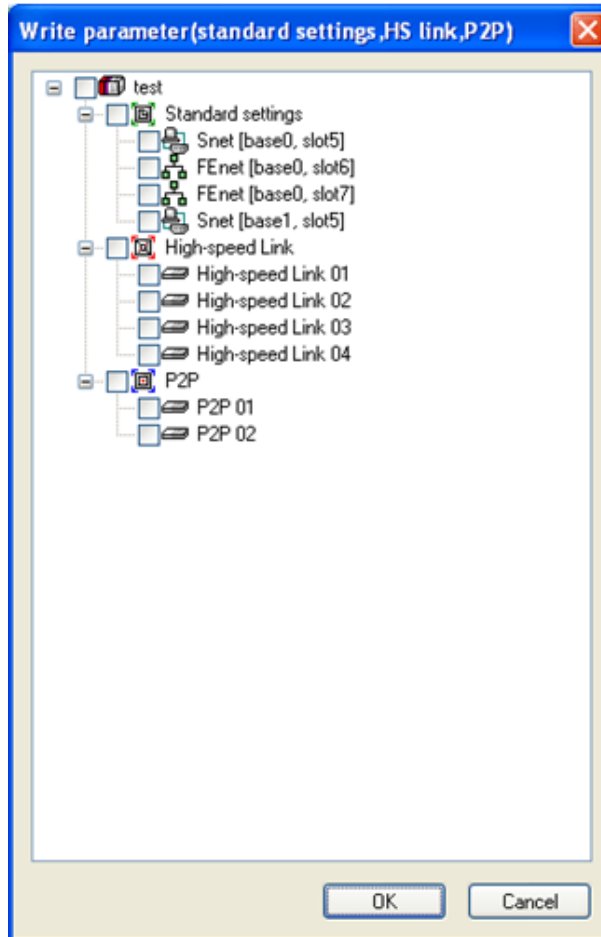 Write parameter(standard settings,HS link,P2P)
test
Standard settings
Snet [base0, slot5]
FEnet [base0, slot6]
FEnet [base0, slot7]
Snet [base1, slot5]
High-speed Link
High-speed Link 01
High-speed Link 02
High-speed Link 03
High-speed Link 04
P2P
P2P 01
P2P 02
OK Cancel